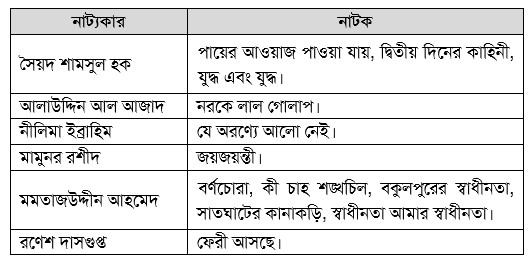 নাট্যকার নাটক
সৈয়দ শামসুল হক পায়ের আওয়াজ পাওয়া যায়, দ্বিতীয় দিনের কাহিনী,
যুদ্ধ এবং যুদ্ধ।
আলাউদ্দিন আল আজাদ নরকে লাল গোলাপ।
নীলিমা ইব্রাহিম যে অরণ্যে আলো নেই।
মামুনর রশীদ জয়জয়ন্তী।
মমতাজউদ্দীন আহমেদ বর্ণচোরা, কী চাহ শঙ্খচিল, বকুলপুরের স্বাধীনতা,
সাতঘাটের কানাকড়ি, স্বাধীনতা আমার স্বাধীনতা।
রণেশ দাসগুপ্ত ফেরী আসছে।